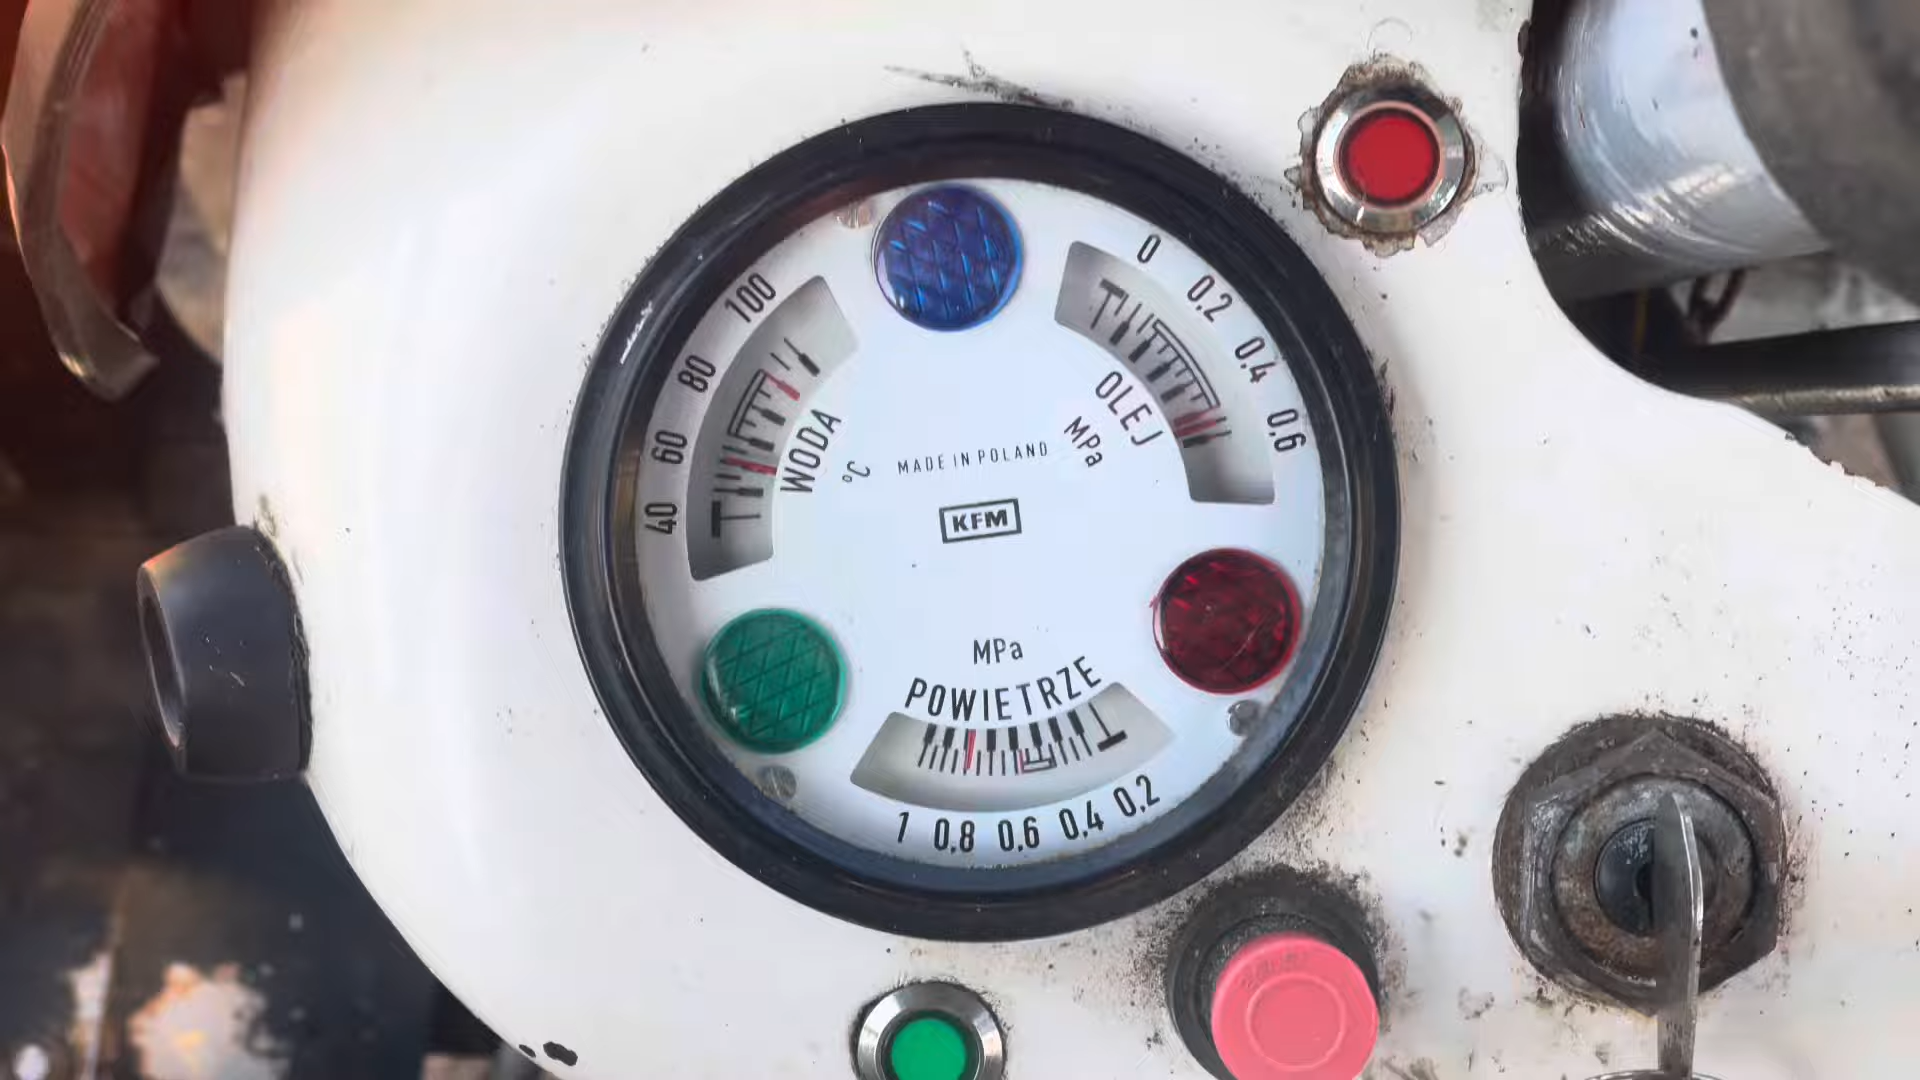 100
80
60
40
WODA
°C
0
0,2
0,4
0,6
OLEJ
MPa
MADE IN POLAND
KFM
MPa
POWIETRZE
1 0,8 0,6 0,4 0,2